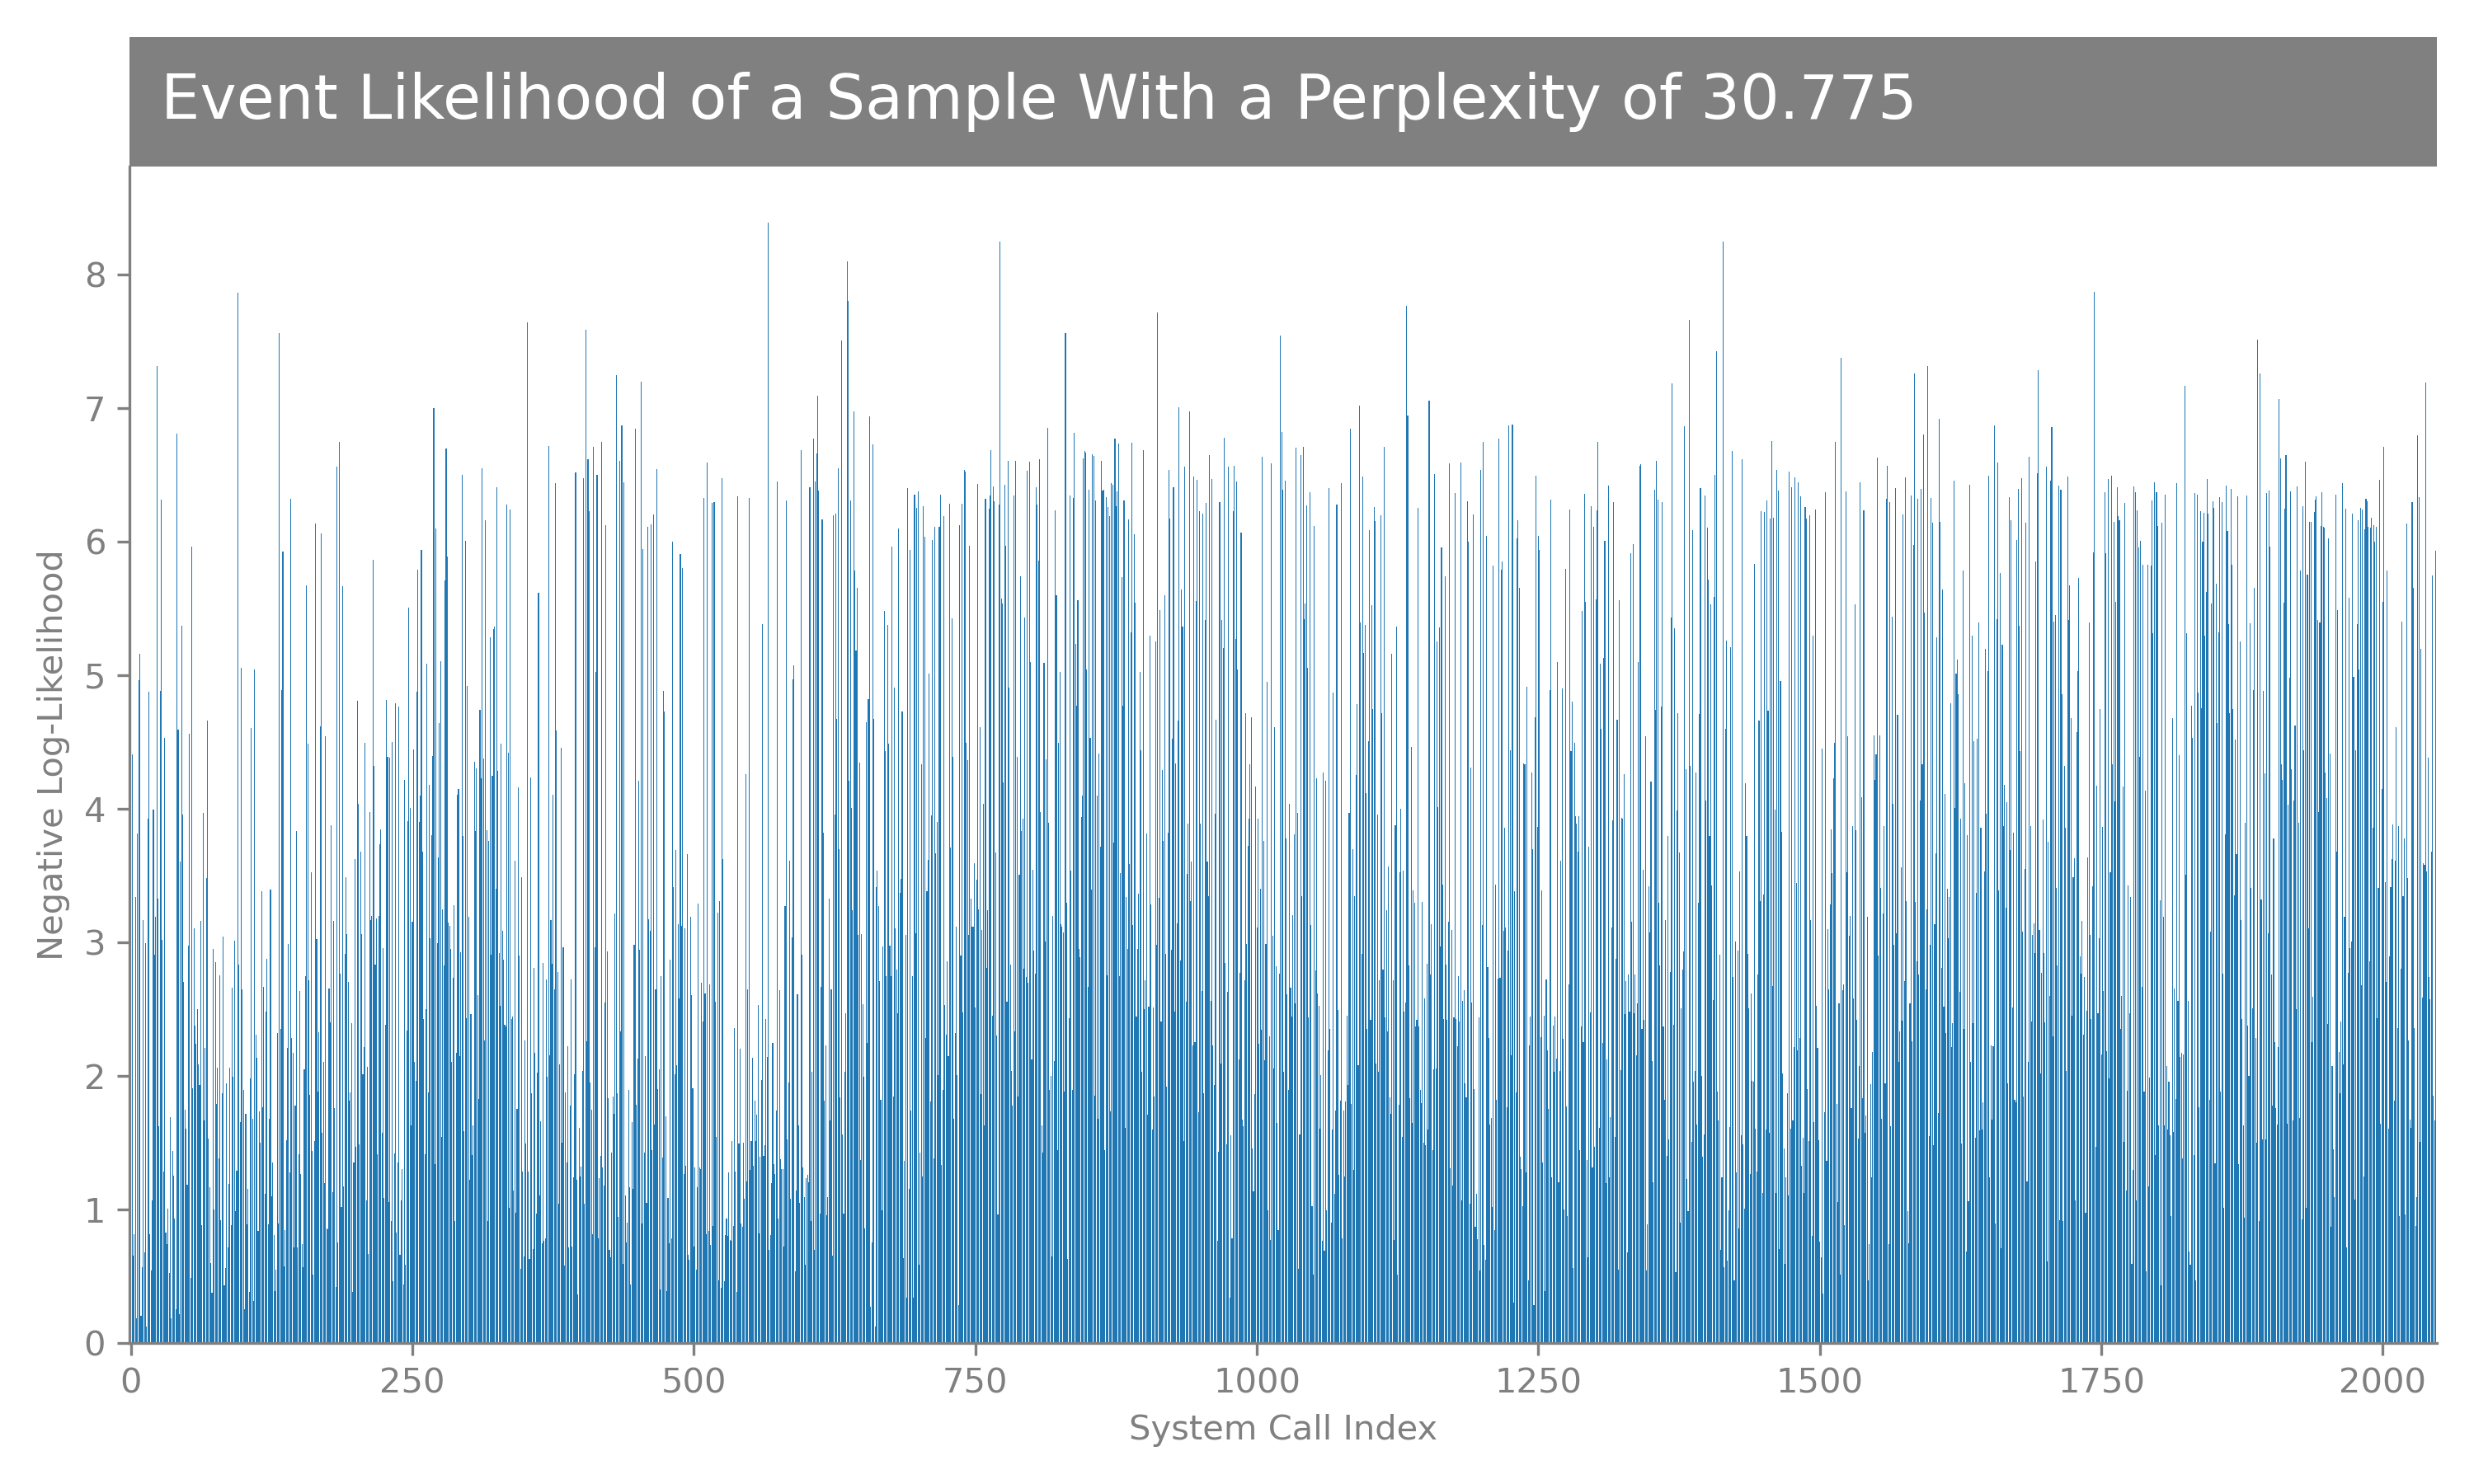 Event Likelihood of a Sample With a Perplexity of 30.775
8
7
6
5
4
3
2
1
0
Negative Log-Likelihood
0 250 500 750 1000 1250 1500 1750 2000
System Call Index